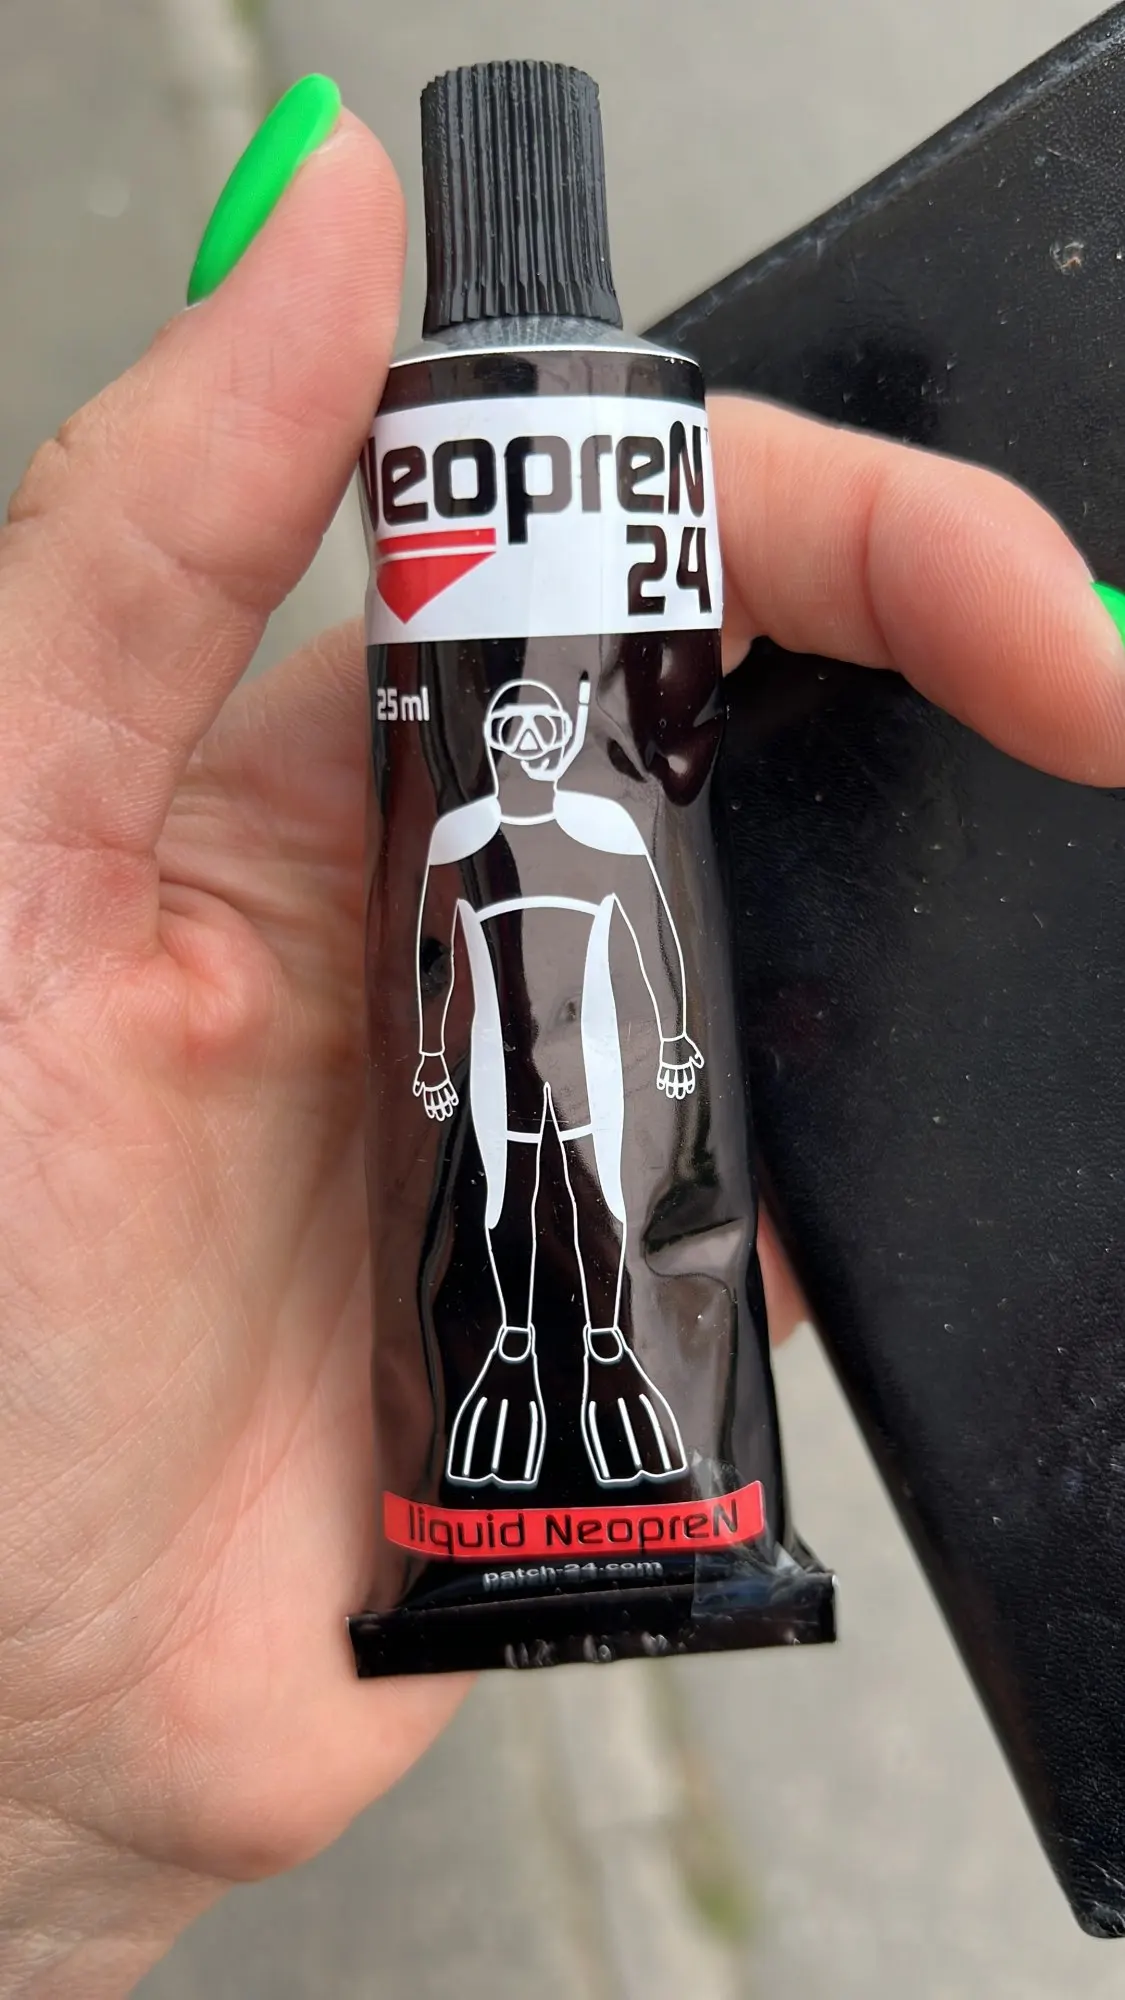 NeopreN
24
25ml
liquid NeopreN
patch-24.com